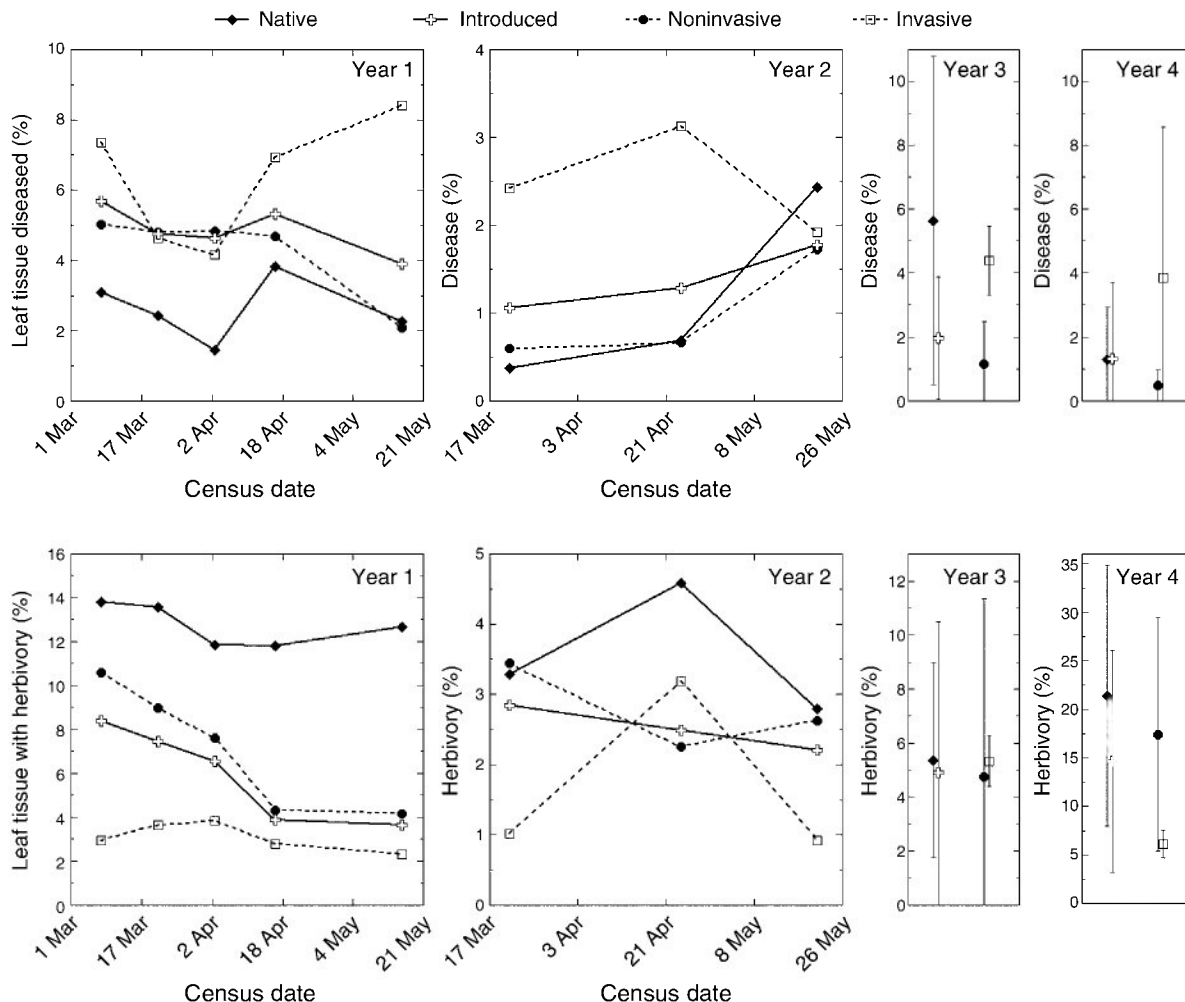 Native Introduced Noninvasive Invasive
Leaf tissue diseased (%)
10
8
6
4
2
0
Year 1
1 Mar
17 Mar
2 Apr
18 Apr
4 May
21 May
Census date
Disease (%)
4
3
2
1
0
Year 2
17 Mar
3 Apr
21 Apr
8 May
26 May
Census date
Disease (%)
10
8
6
4
2
0
Year 3
Disease (%)
10
8
6
4
2
0
Year 4
Leaf tissue with herbivory (%)
16
14
12
10
8
6
4
2
0
Year 1
1 Mar
17 Mar
2 Apr
18 Apr
4 May
21 May
Census date
Herbivory (%)
5
4
3
2
1
0
Year 2
17 Mar
3 Apr
21 Apr
8 May
26 May
Census date
Herbivory (%)
12
10
8
6
4
2
0
Year 3
Herbivory (%)
35
30
25
20
15
10
5
0
Year 4